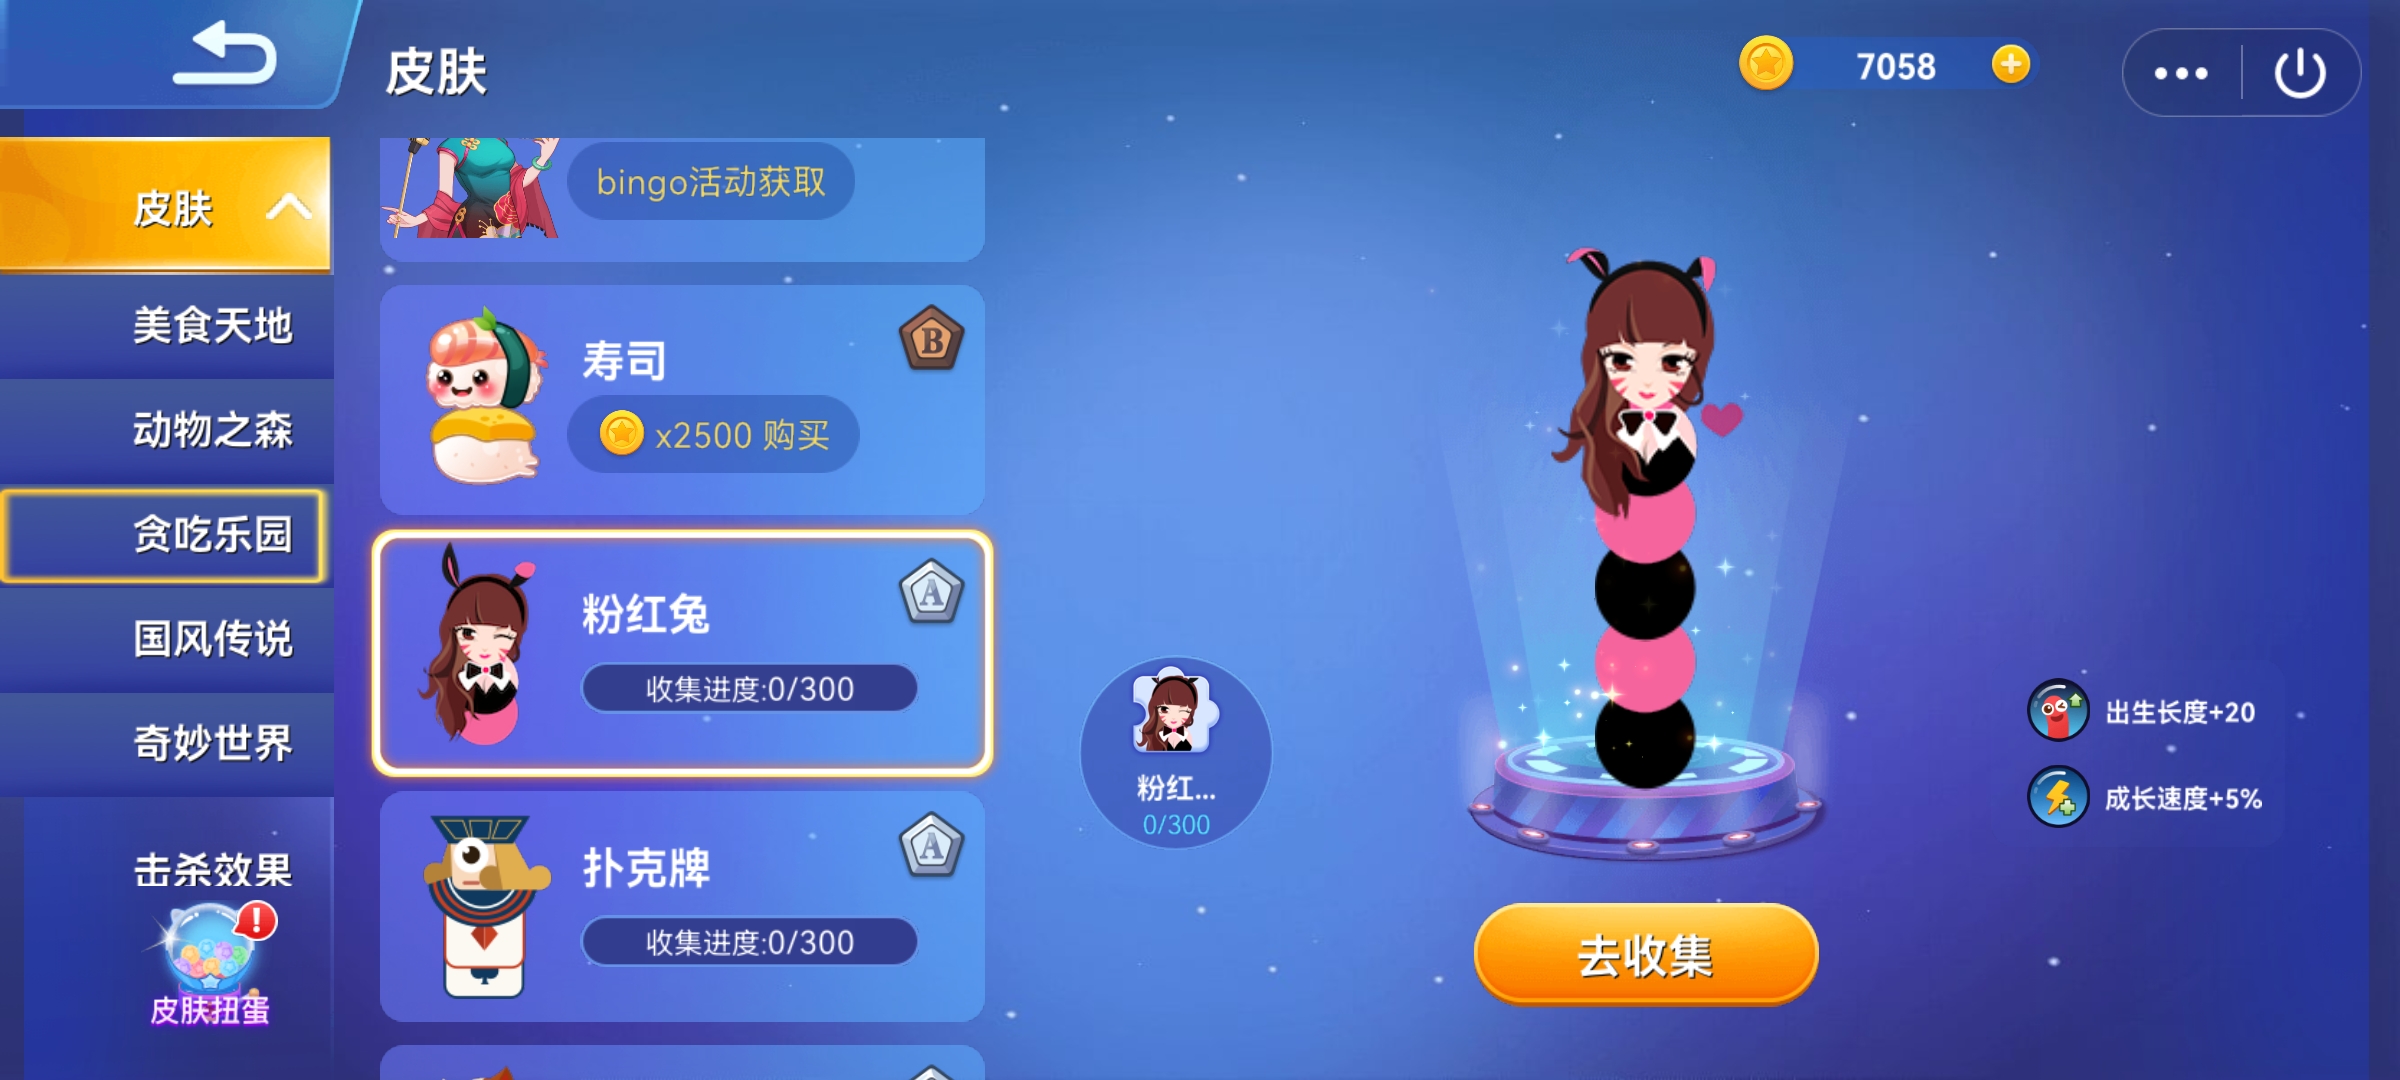 皮肤
7058
皮肤
美食天地
动物之森
贪吃乐园
国风传说
奇妙世界
击杀效果
皮肤扭蛋
bingo活动获取
寿司
B
x2500 购买
粉红兔
A
收集进度:0/300
扑克牌
A
收集进度:0/300
粉红...
0/300
出生长度+20
成长速度+5%
去收集